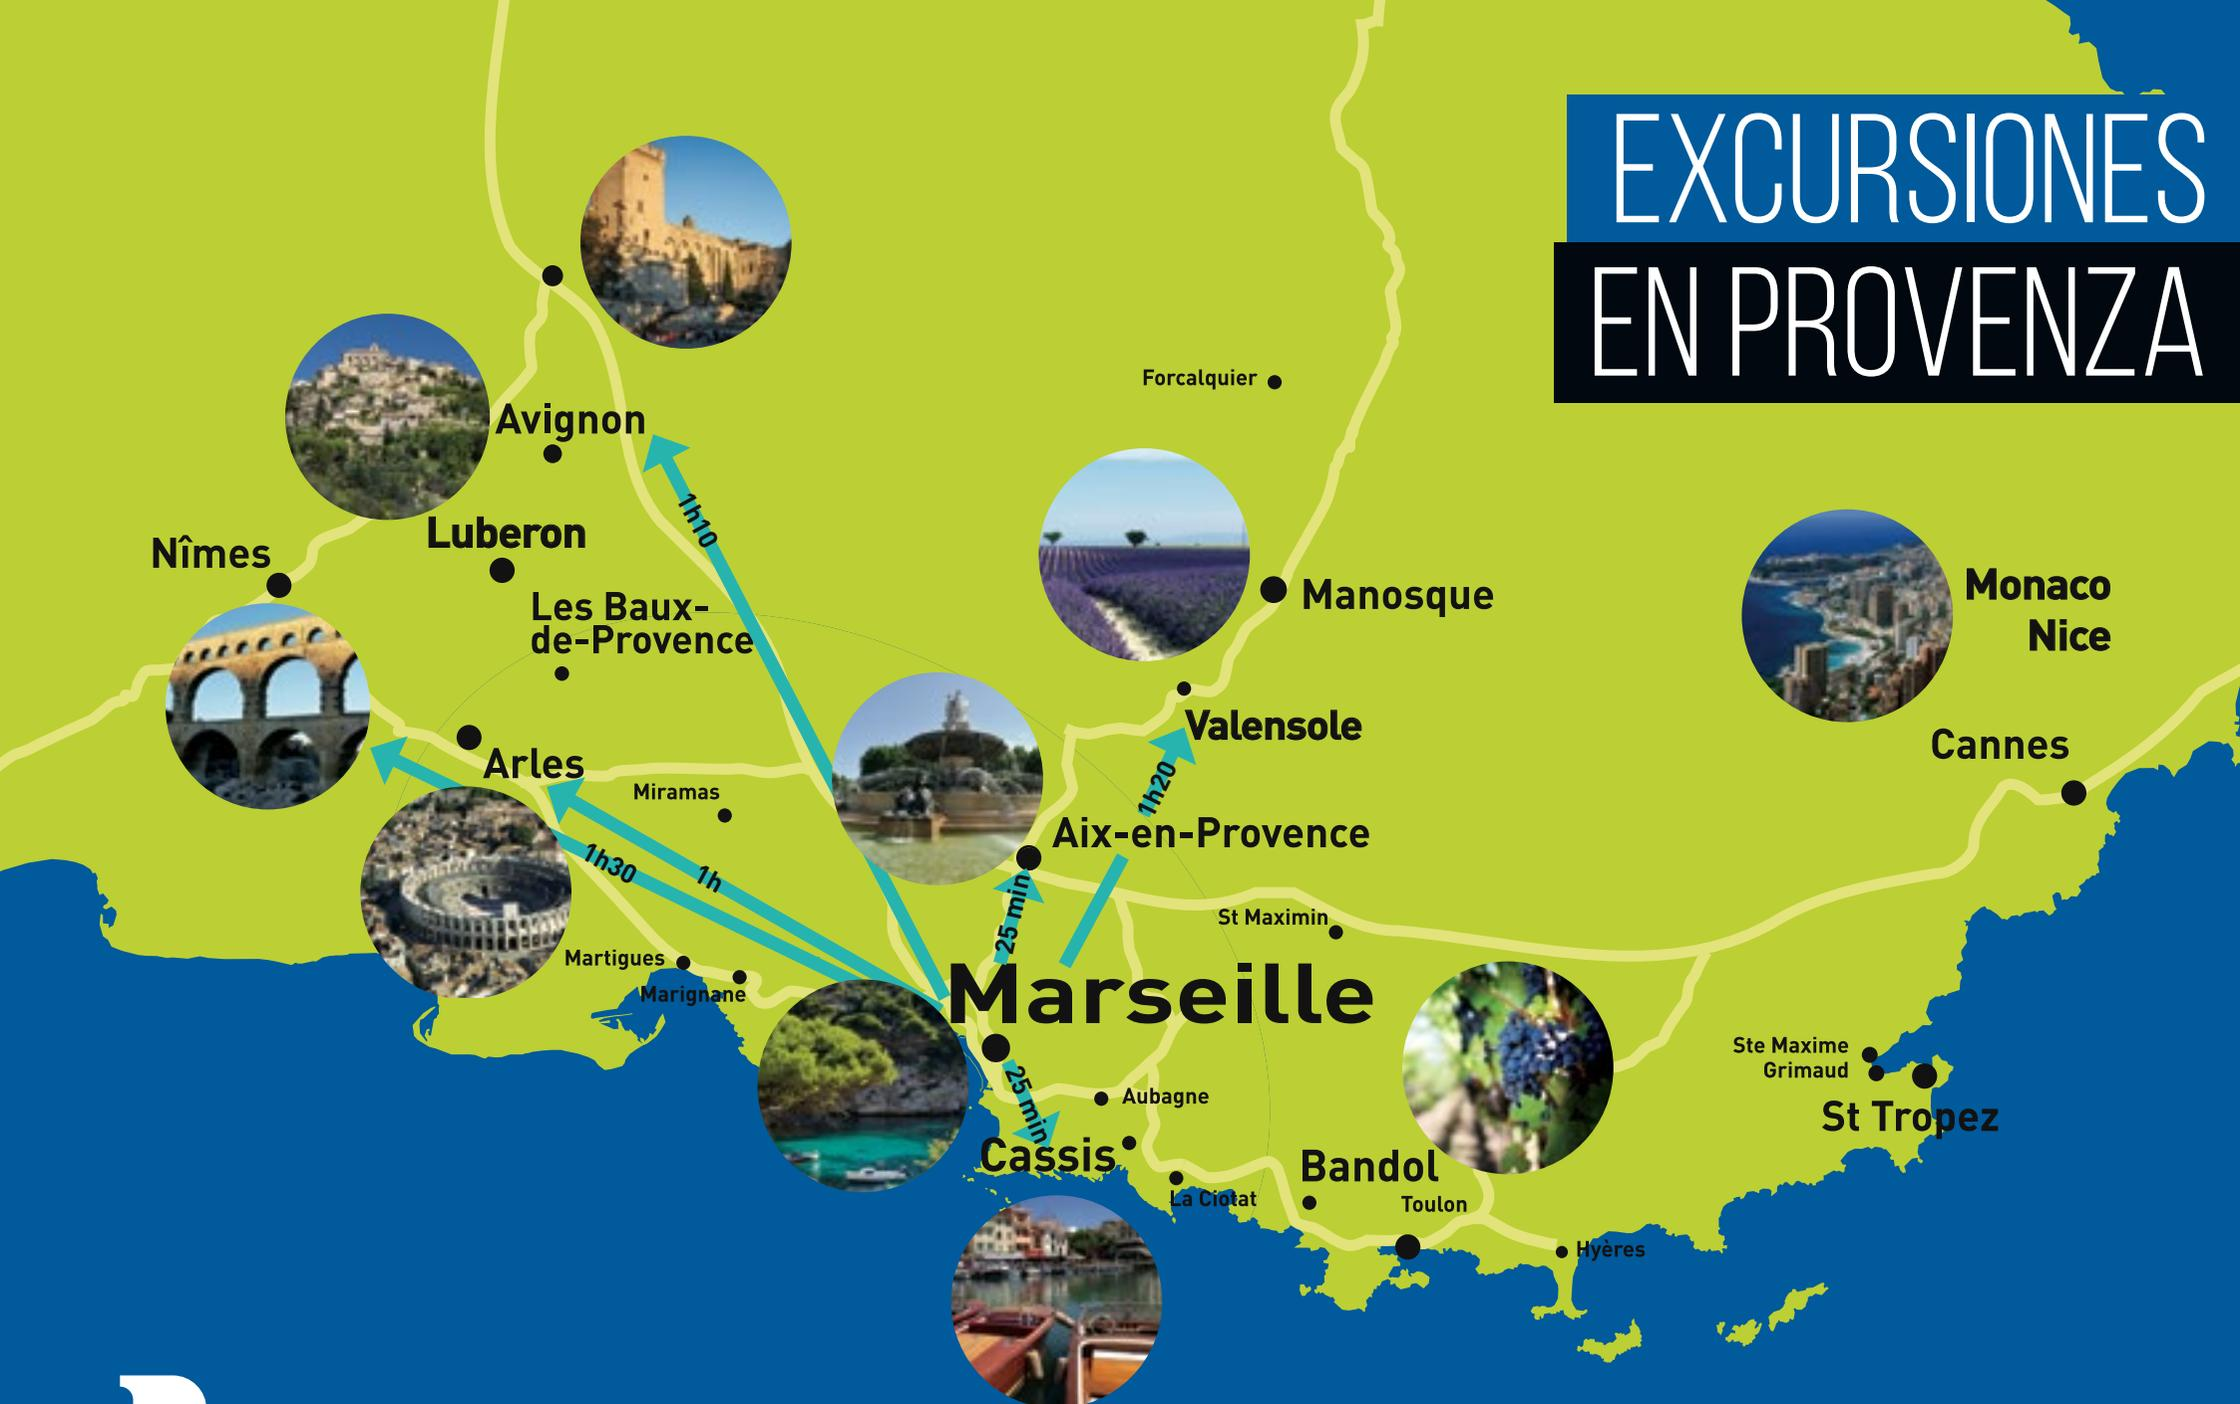 EXCURSIONES
EN PROVENZA
Forcalquier
Avignon
1h10
Luberon
Nîmes
Les Baux-
de-Provence
Manosque
Monaco
Nice
Valensole
Cannes
Arles
1h20
Miramas
Aix-en-Provence
1h30
1h
25 min
St Maximin
Martigues
Marignane
Marseille
Ste Maxime
Grimaud
25 min
Aubagne
St Tropez
Cassis
Bandol
La Ciotat
Toulon
Hyères